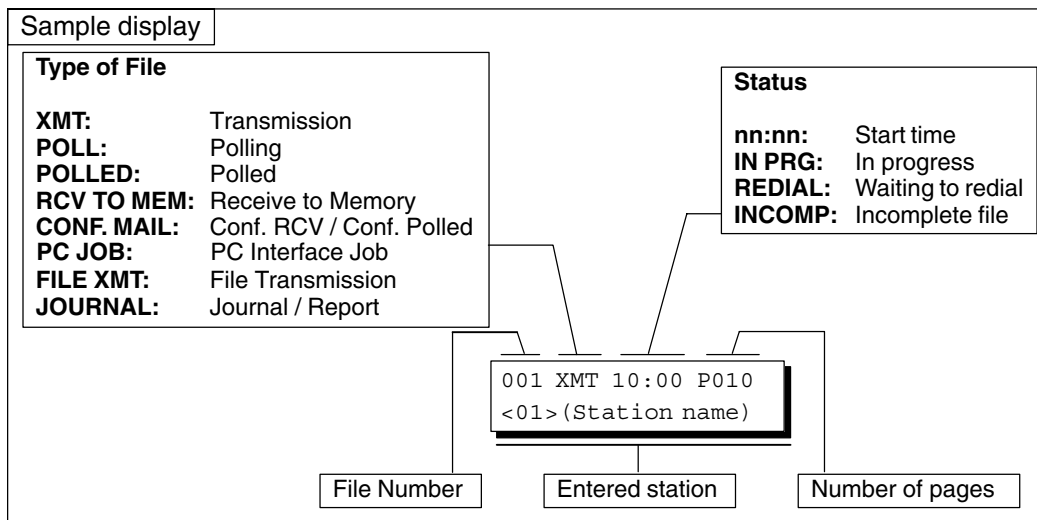 Sample display
Type of File
XMT: Transmission
POLL: Polling
POLLED: Polled
RCV TO MEM: Receive to Memory
CONF. MAIL: Conf. RCV / Conf. Polled
PC JOB: PC Interface Job
FILE XMT: File Transmission
JOURNAL: Journal / Report
Status
nn:nn: Start time
IN PRG: In progress
REDIAL: Waiting to redial
INCOMP: Incomplete file
001 XMT 10:00 P010
<01>(Station name)
File Number
Entered station
Number of pages